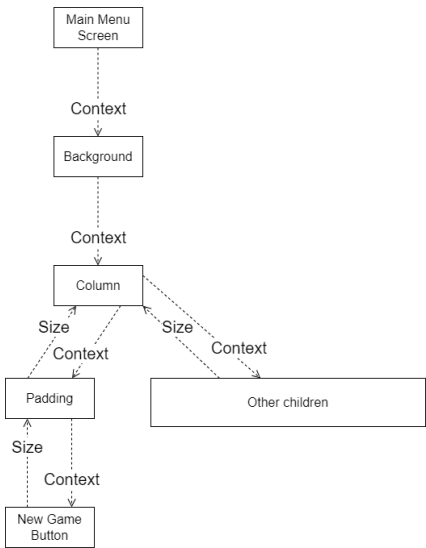 Main Menu
Screen
Context
Background
Context
Column
Size
Size
Context
Context
Padding
Other children
Size
Context
New Game
Button